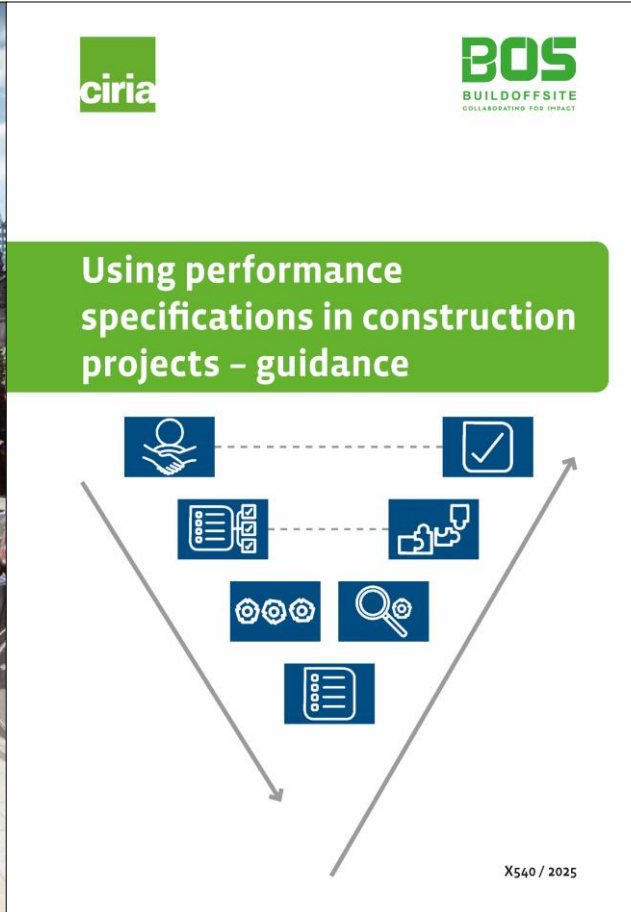 ciria
BOS
BUILDOFFSITE
COLLABORATING FOR IMPACT
Using performance
specifications in construction
projects – guidance
X540 / 2025